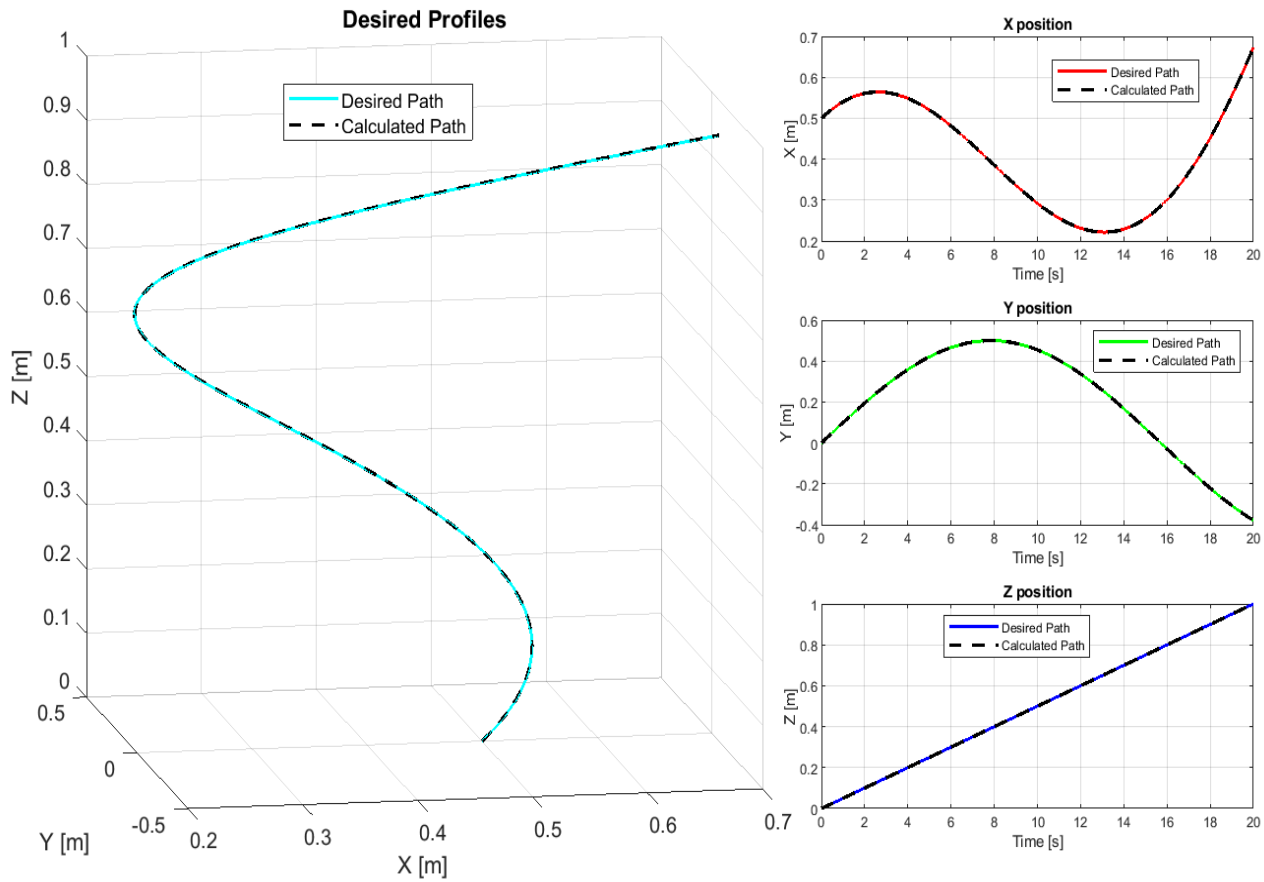 Desired Profiles
Desired Path
Calculated Path
1
0.9
0.8
0.7
0.6
0.5
0.4
0.3
0.2
0.1
0
Z [m]
0.5
0
-0.5
Y [m]
0.2
0.3
0.4
0.5
0.6
0.7
X [m]
X position
Desired Path
Calculated Path
0.7
0.6
0.5
0.4
0.3
0.2
X [m]
0 2 4 6 8 10 12 14 16 18 20
Time [s]
Y position
Desired Path
Calculated Path
0.6
0.4
0.2
0
-0.2
-0.4
Y [m]
0 2 4 6 8 10 12 14 16 18 20
Time [s]
Z position
Desired Path
Calculated Path
1
0.8
0.6
0.4
0.2
0
Z [m]
0 2 4 6 8 10 12 14 16 18 20
Time [s]